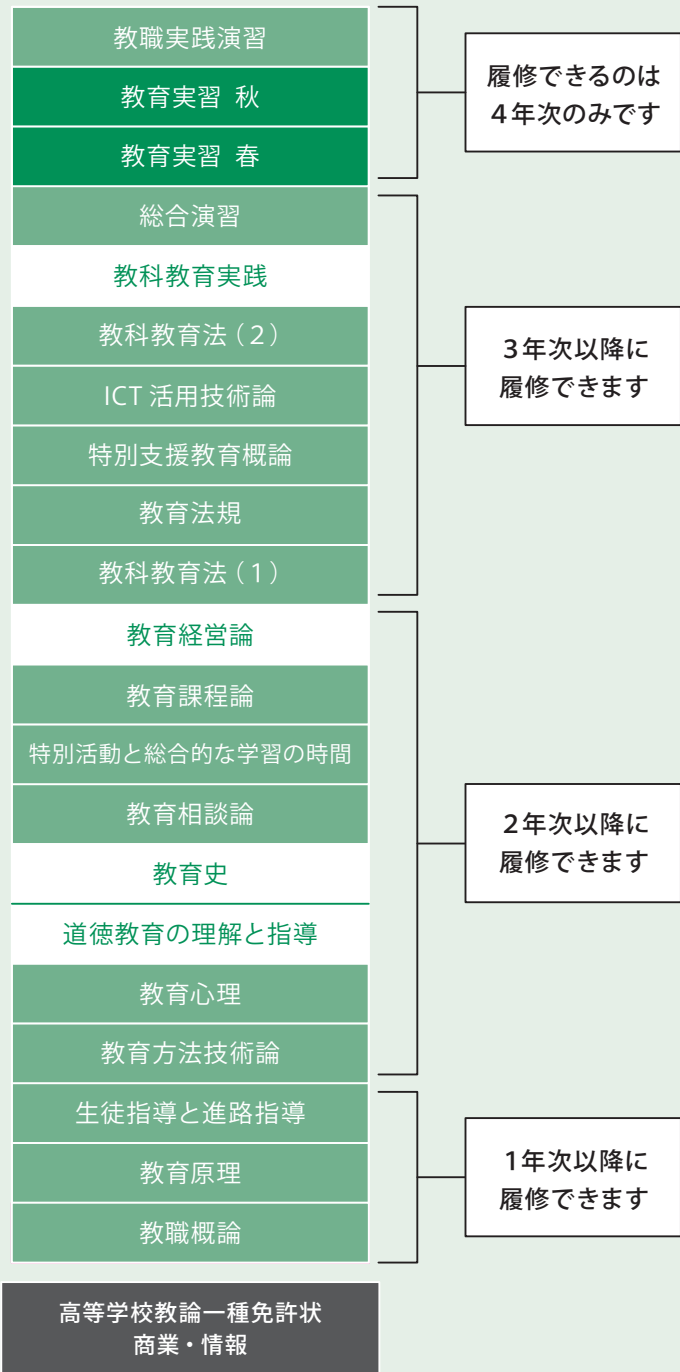 教職実践演習
教育実習 秋
教育実習 春
履修できるのは
4年次のみです
総合演習
教科教育実践
教科教育法（2）
ICT 活用技術論
特別支援教育概論
教育法規
教科教育法（1）
3年次以降に
履修できます
教育経営論
教育課程論
特別活動と総合的な学習の時間
教育相談論
教育史
道徳教育の理解と指導
教育心理
教育方法技術論
2年次以降に
履修できます
生徒指導と進路指導
教育原理
教職概論
1年次以降に
履修できます
高等学校教諭一種免許状
商業・情報